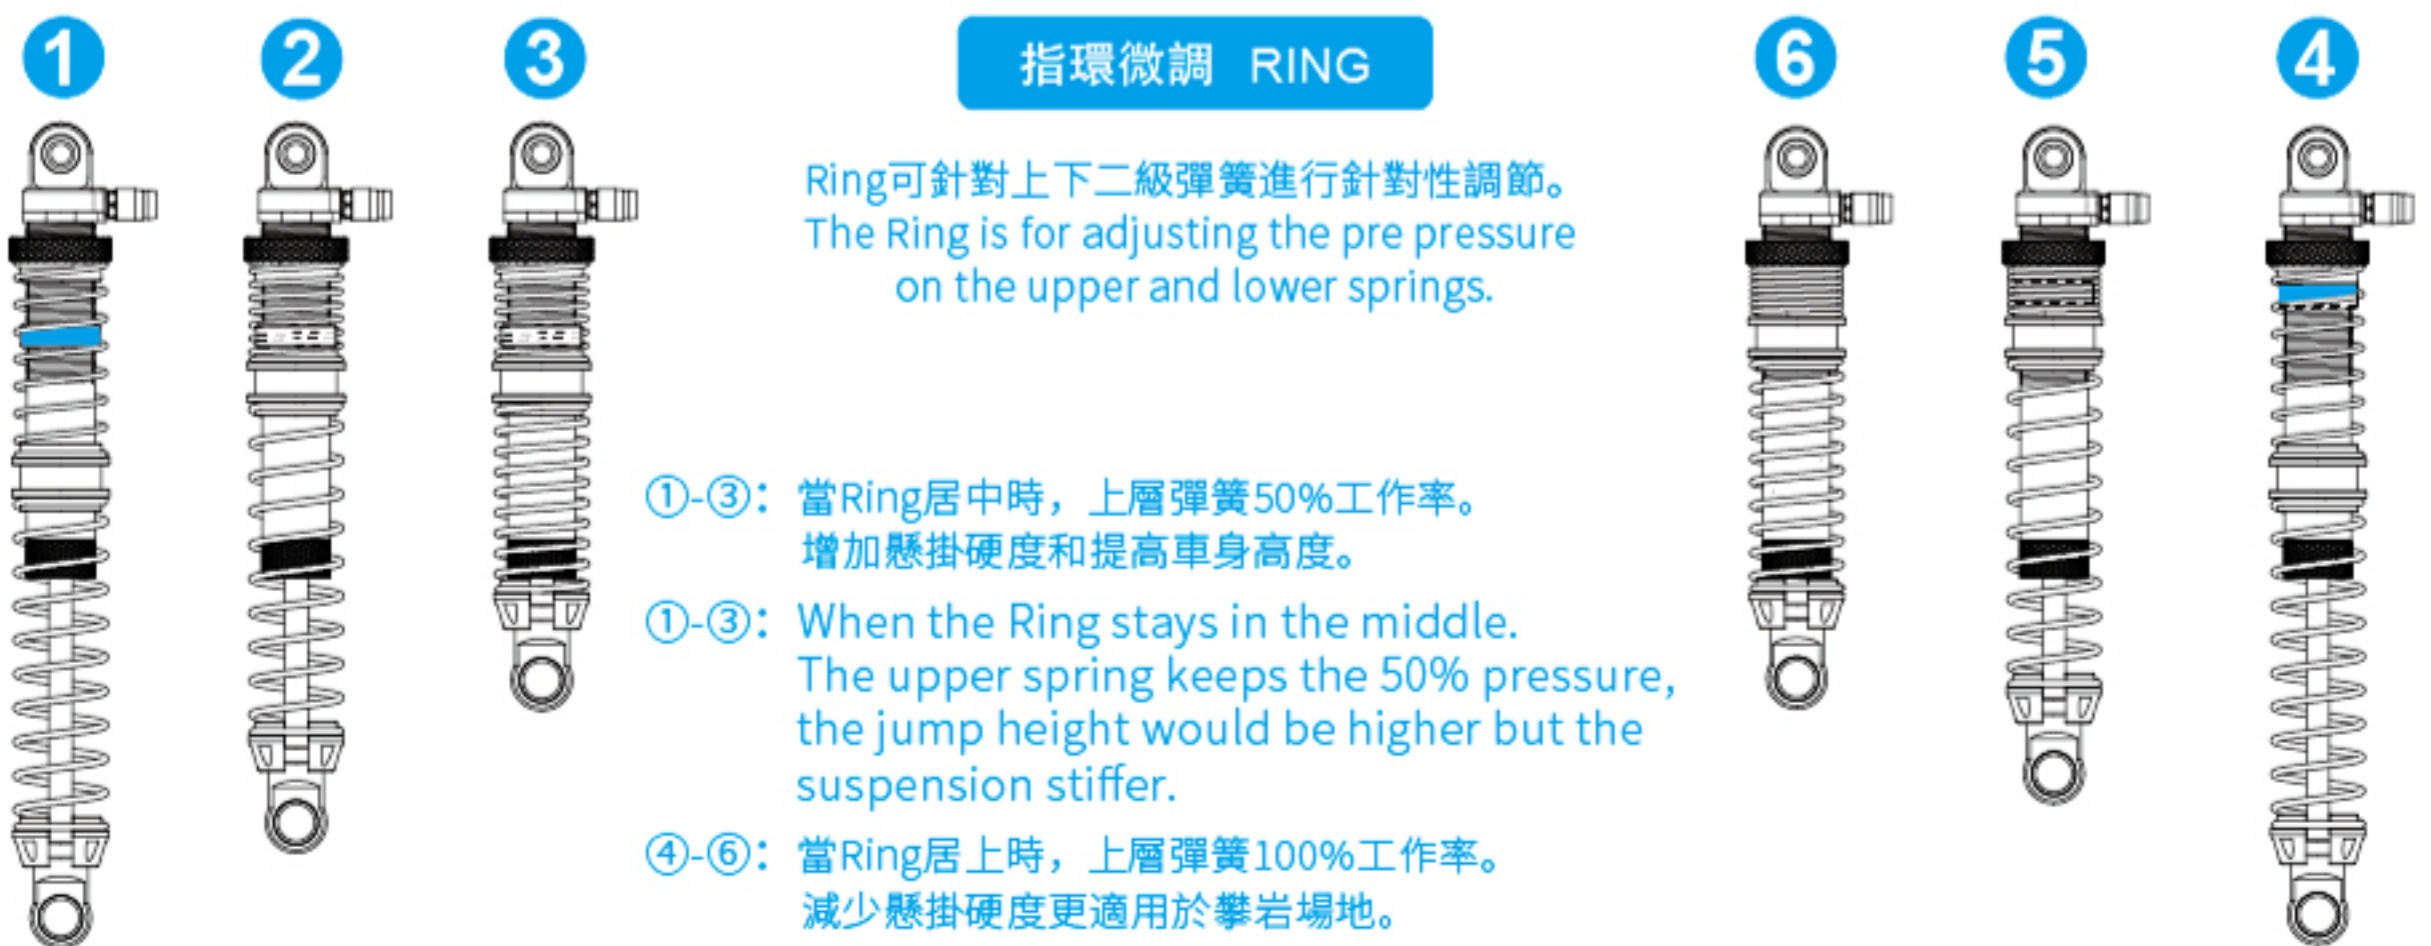 1
2
3
指環微調 RING
6
5
4
Ring可針對上下二級彈簧進行針對性調節。
The Ring is for adjusting the pre pressure
on the upper and lower springs.
①-③：當Ring居中時，上層彈簧50%工作率。
增加懸掛硬度和提高車身高度。
①-③：When the Ring stays in the middle.
The upper spring keeps the 50% pressure,
the jump height would be higher but the
suspension stiffer.
④-⑥：當Ring居上時，上層彈簧100%工作率。
減少懸掛硬度更適用於攀岩場地。